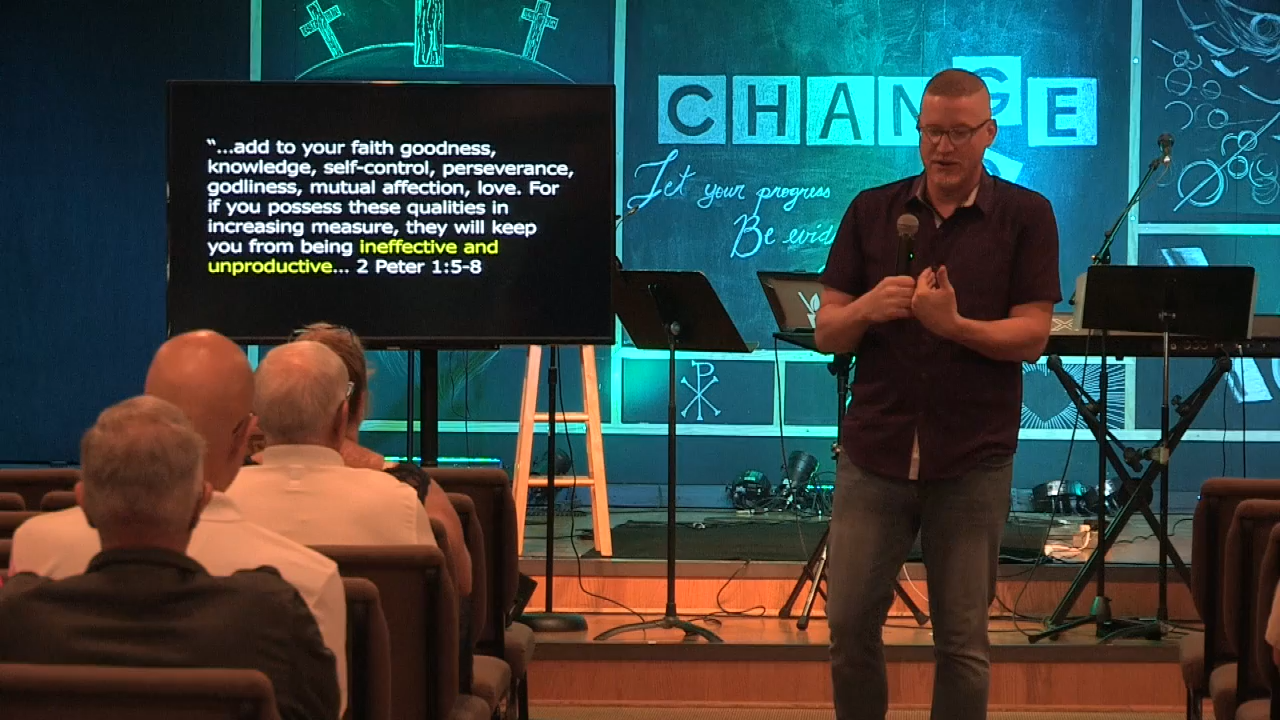 CHANGE
Let your progress
Be evid
“...add to your faith goodness,
knowledge, self-control, perseverance,
godliness, mutual affection, love. For
if you possess these qualities in
increasing measure, they will keep
you from being ineffective and
unproductive... 2 Peter 1:5-8